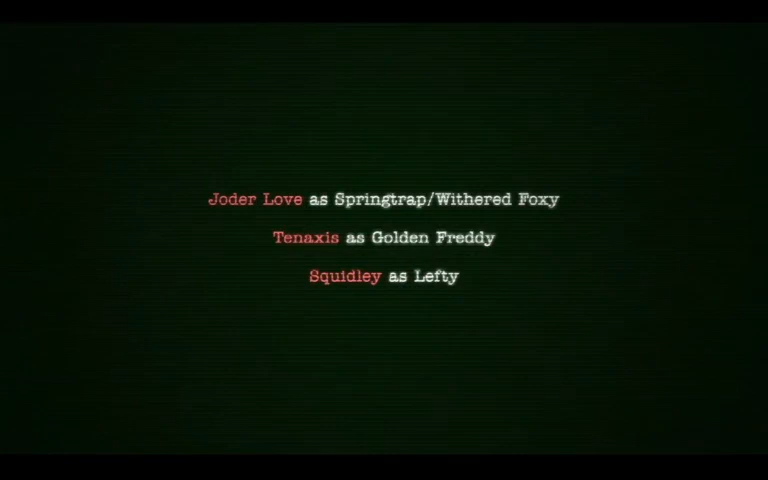 Joder Love as Springtrap/Withered Foxy
Tenaxis as Golden Freddy
Squidley as Lefty